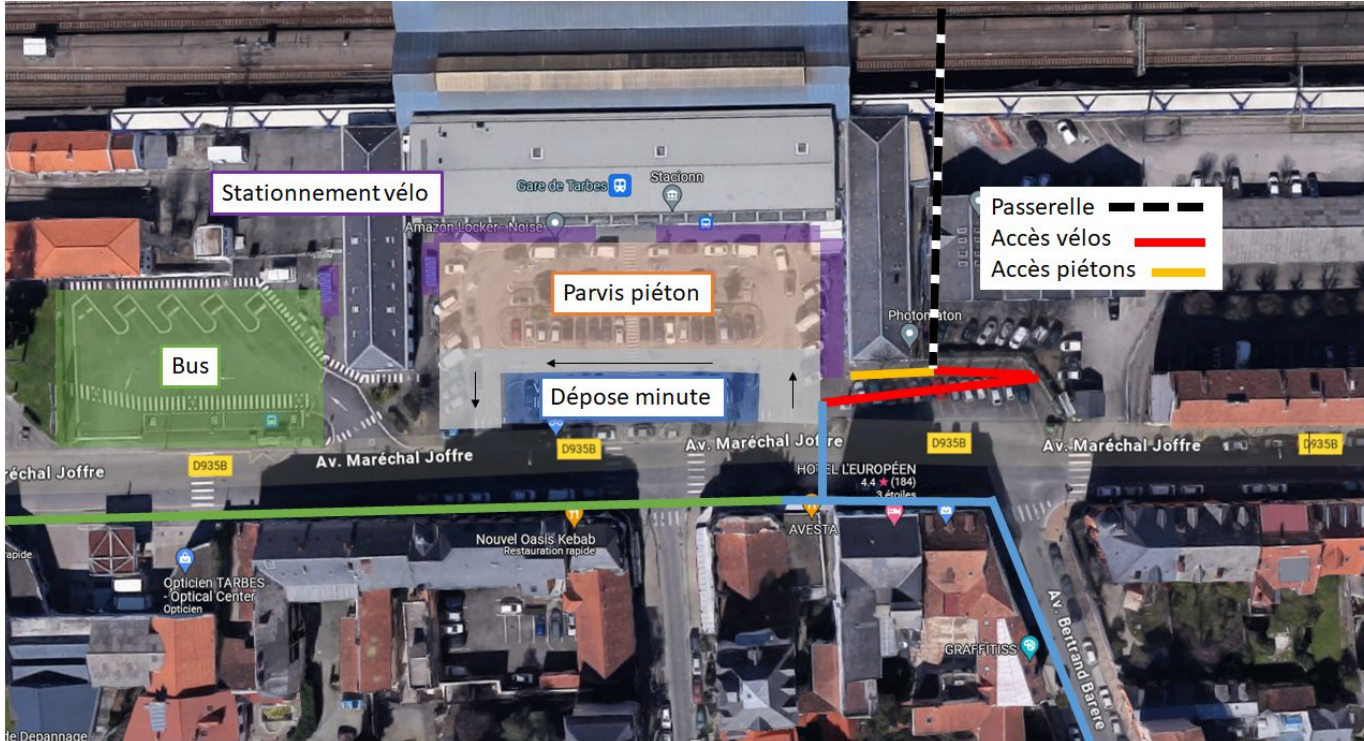 Stationnement vélo
Gare de Tarbes
Stacionn
Amazon Locker - Noise
Passerelle
Accès vélos
Accès piétons
Parvis piéton
Photomaton
Bus
Dépose minute
D935B
Av. Maréchal Joffre
D935B
Av. Maréchal Joffre
D935B
Av. Maréchal Joffre
D935B
aréchal Joffre
HOTEL L'EUROPÉEN
4.4 ★ (184)
3 étoiles
AVESTA
Nouvel Oasis Kebab
Restauration rapide
rapide
Opticien TARBES
- Optical Center
Opticien
GRAFFITISS
Av. Bertrand Barère
de Depannage